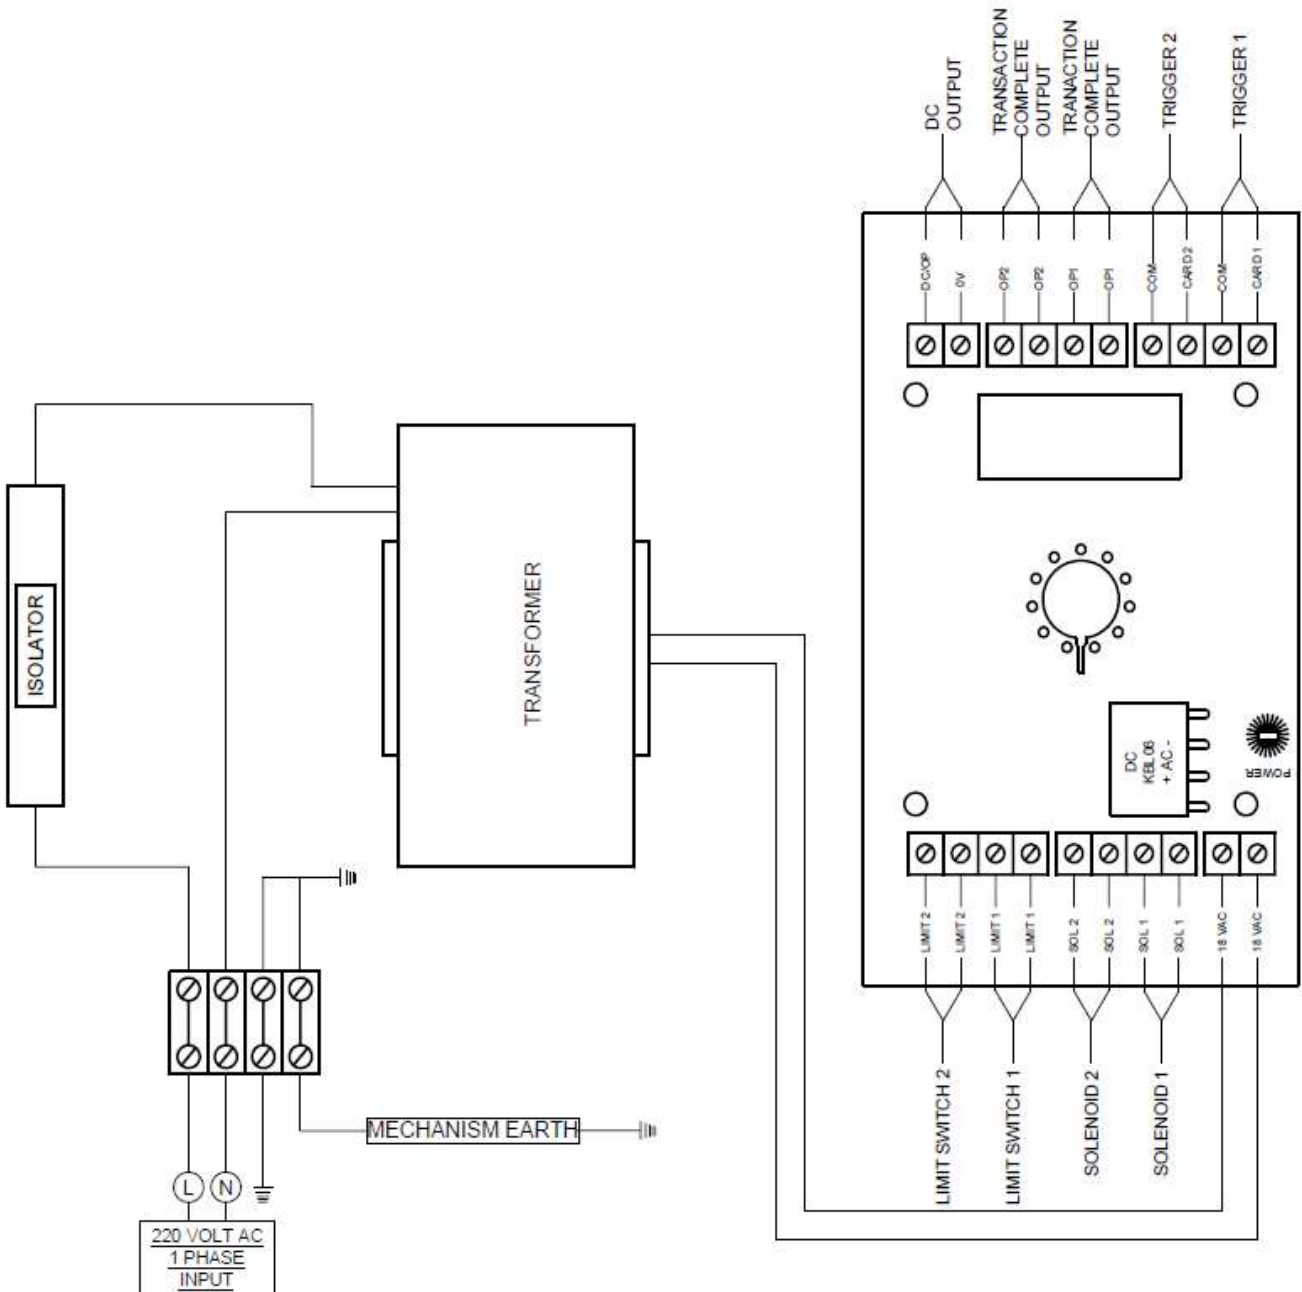 DC
OUTPUT
TRANSACTION
COMPLETE
OUTPUT
TRANACTION
COMPLETE
OUTPUT
TRIGGER 2
TRIGGER 1
DC/OP
0V
OP2
OP2
OP1
OP1
COM
CARD 2
COM
CARD 1
ISOLATOR
TRANSFORMER
DC
KBL06
+ AC -
POWER
LIMIT 2
LIMIT 2
LIMIT 1
LIMIT 1
SOL 2
SOL 2
SOL 1
SOL 1
18 VAC
18 VAC
LIMIT SWITCH 2
LIMIT SWITCH 1
SOLENOID 2
SOLENOID 1
MECHANISM EARTH
L
N
220 VOLT AC
1 PHASE
INPUT